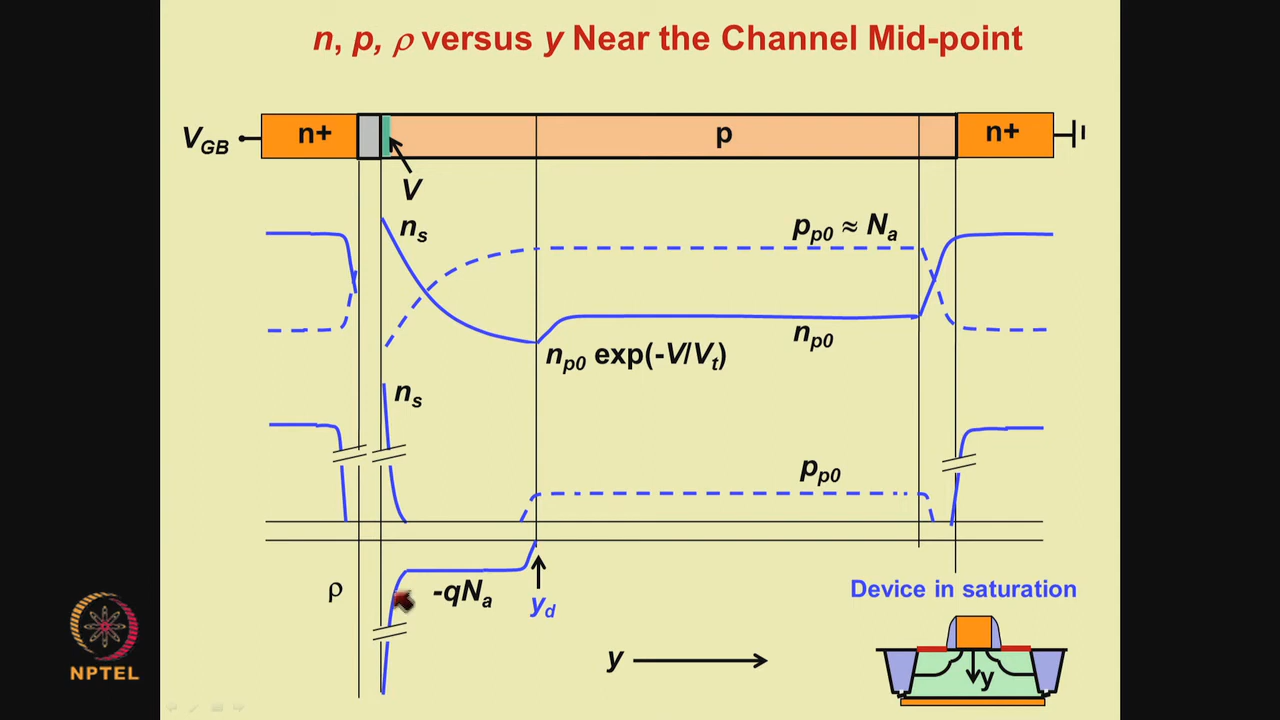 n, p, ρ versus y Near the Channel Mid-point
V_GB n+ p n+
V
n_s p_p0 ≈ N_a
n_p0 exp(-V/V_t) n_p0
n_s
p_p0
ρ -qN_a y_d Device in saturation
y y
NPTEL